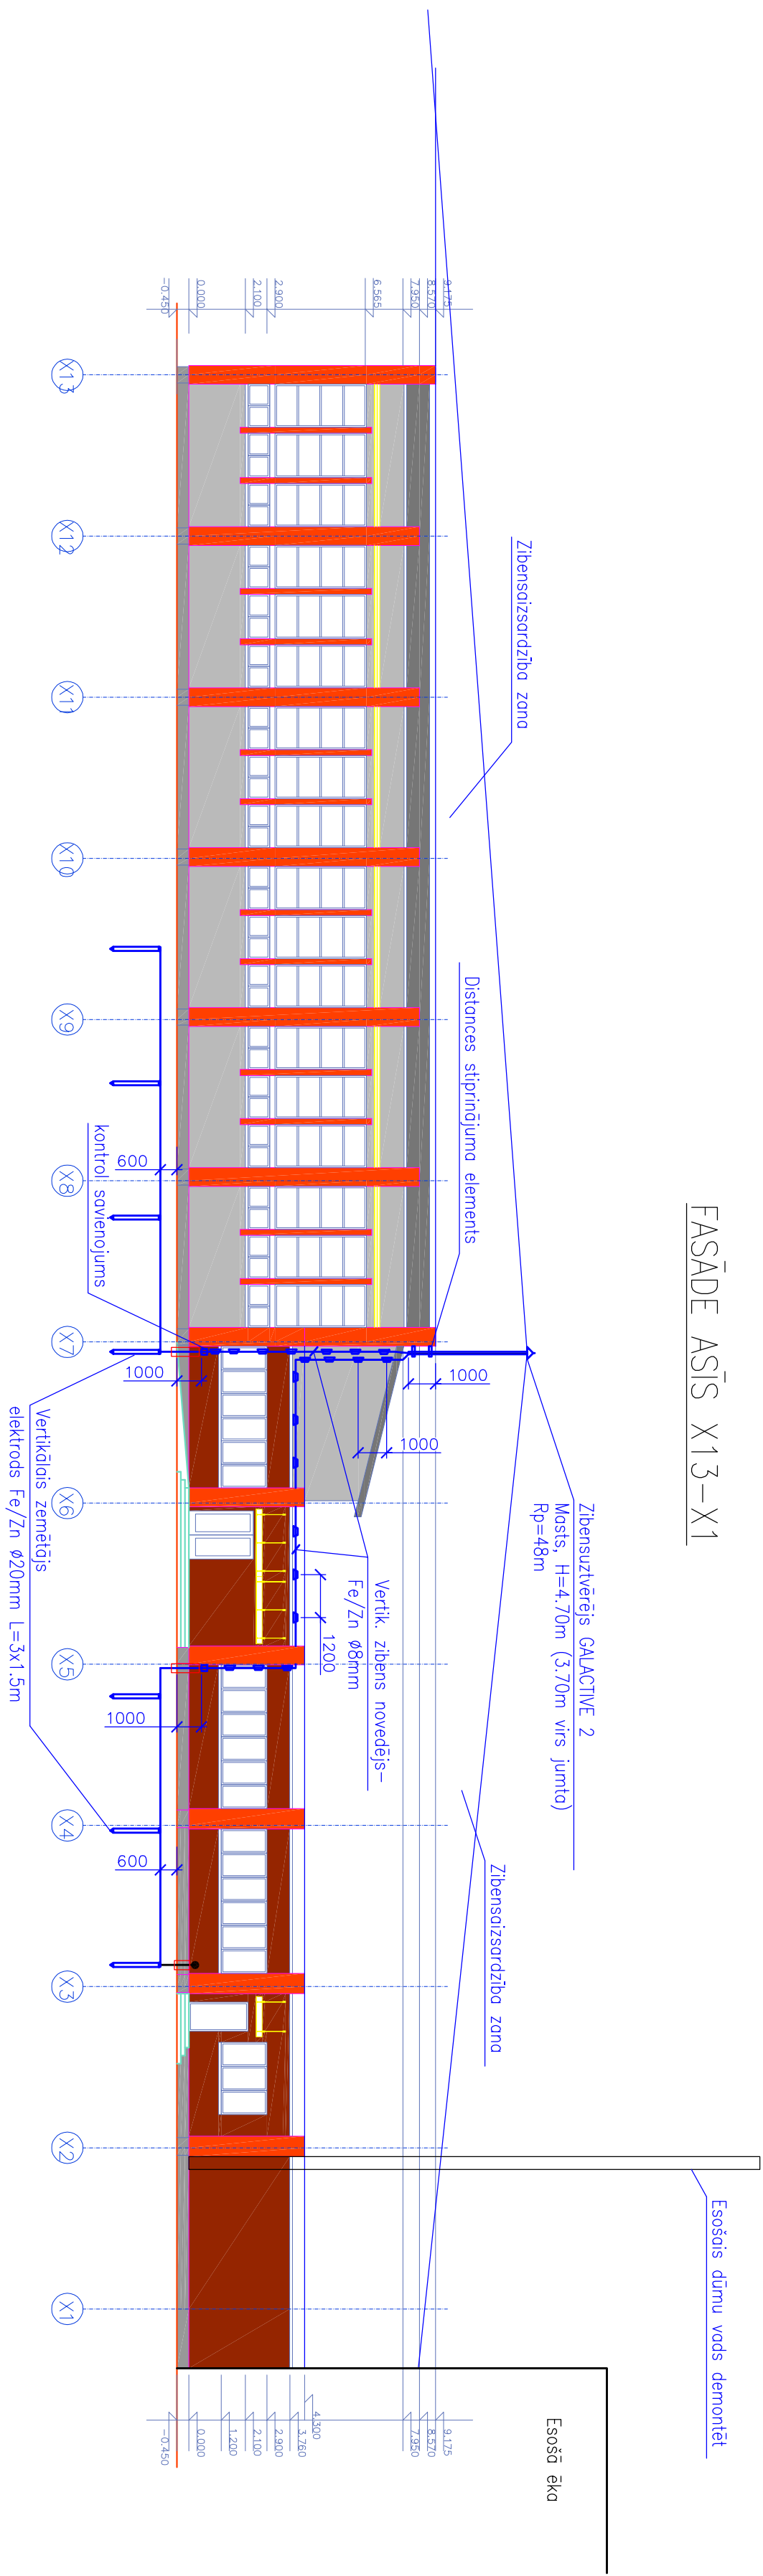 FASĀDE ASĪS X13-X1
Zibensaizsardzība zona
Distances stiprinājuma elements
Zibensuztvērējs GALACTIVE 2
Masts, H=4.70m (3.70m virs jumta)
Rp=48m
Zibensaizsardzība zona
Esošais dūmu vads demontēt
Esošā ēka
Vertik. zibens novedējs-
Fe/Zn Ø8mm
kontrol savienojums
Vertikālais zemētājs
elektrods Fe/Zn Ø20mm L=3x1.5m
9.175
8.570
7.950
6.565
2.900
2.100
0.000
-0.450
1000
1000
1200
1000
1000
600
600
9.175
8.570
7.950
4.300
3.760
2.900
2.100
1.200
0.000
-0.450
X13
X12
X11
X10
X9
X8
X7
X6
X5
X4
X3
X2
X1